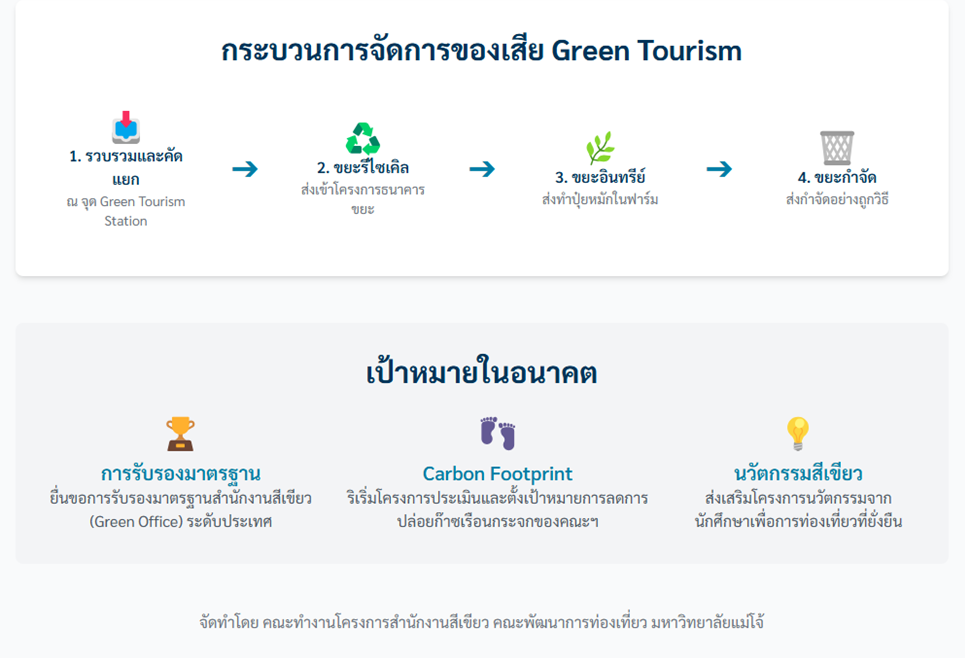 กระบวนการจัดการของเสีย Green Tourism
1. รวบรวมและคัด
แยก
ณ จุด Green Tourism
Station
2. ขยะรีไซเคิล
ส่งเข้าโครงการธนาคาร
ขยะ
3. ขยะอินทรีย์
ส่งทำปุ๋ยหมักในฟาร์ม
4. ขยะกำจัด
ส่งกำจัดอย่างถูกวิธี
เป้าหมายในอนาคต
การรับรองมาตรฐาน
ยื่นขอการรับรองมาตรฐานสำนักงานสีเขียว
(Green Office) ระดับประเทศ
Carbon Footprint
ริเริ่มโครงการประเมินและตั้งเป้าหมายการลดการ
ปล่อยก๊าซเรือนกระจกของคณะฯ
นวัตกรรมสีเขียว
ส่งเสริมโครงการนวัตกรรมจาก
นักศึกษาเพื่อการท่องเที่ยวที่ยั่งยืน
จัดทำโดย คณะทำงานโครงการสำนักงานสีเขียว คณะพัฒนาการท่องเที่ยว มหาวิทยาลัยแม่โจ้